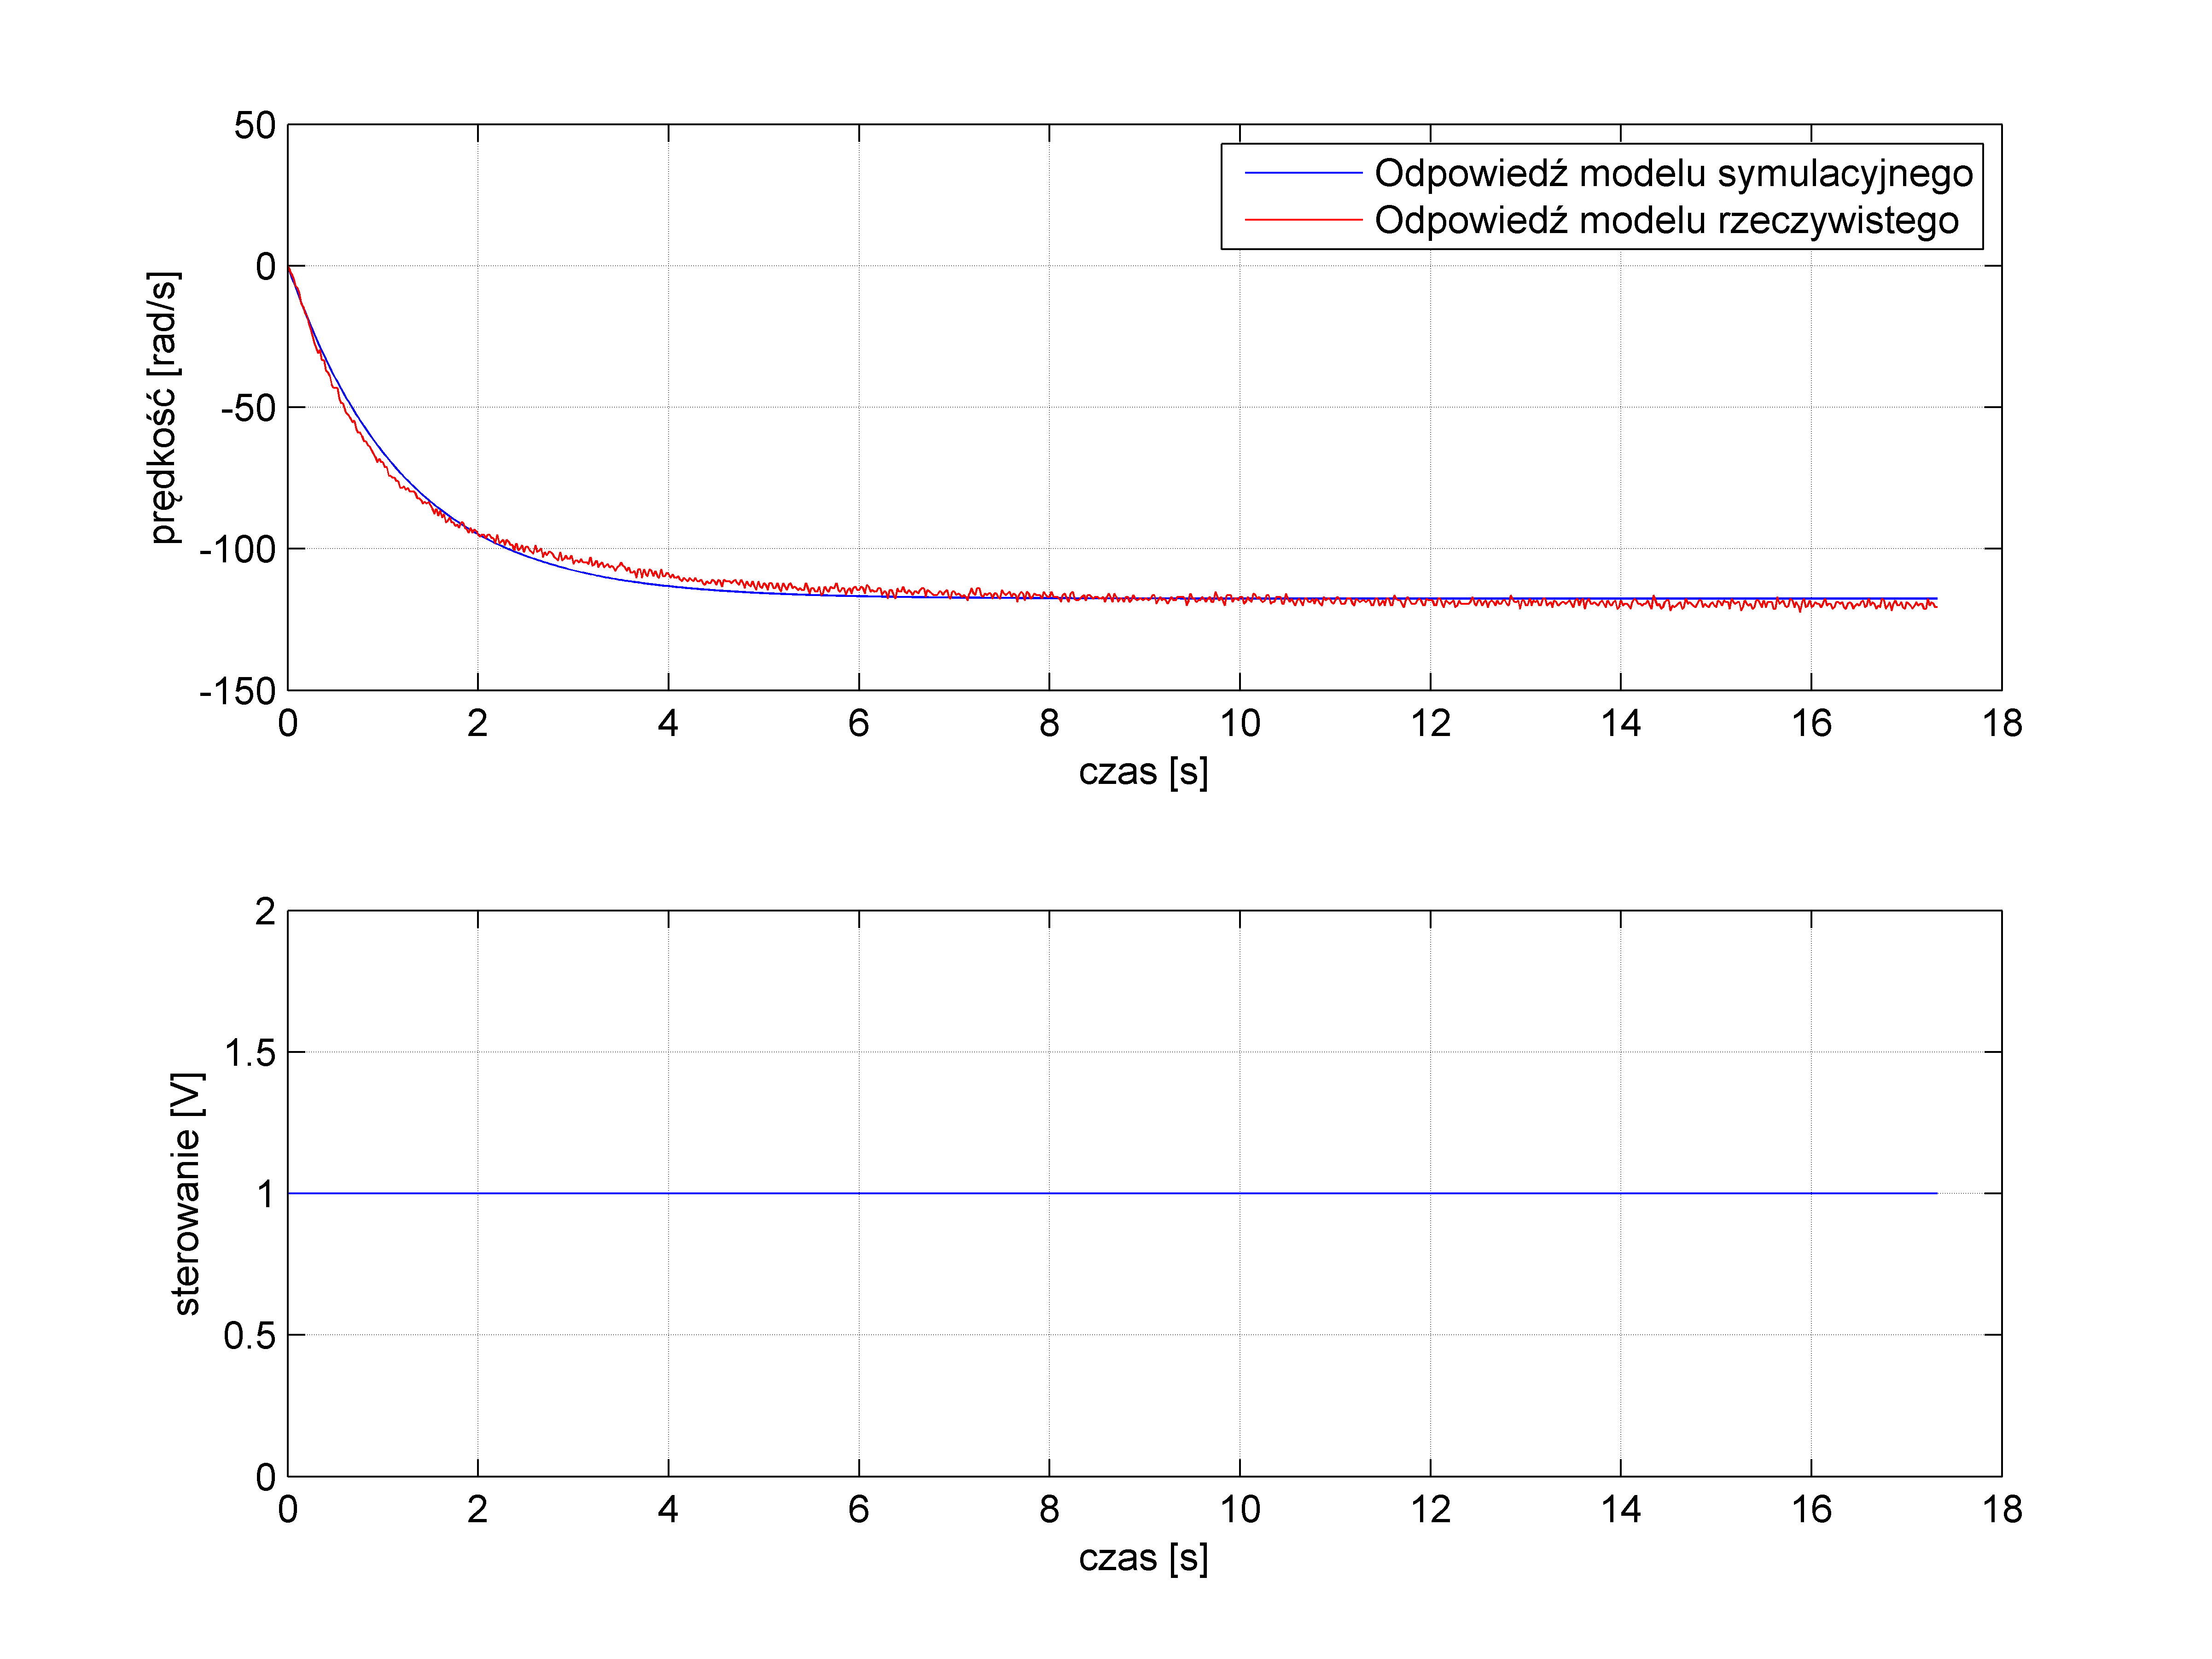 50
0
-50
-100
-150
prędkość [rad/s]
Odpowiedź modelu symulacyjnego
Odpowiedź modelu rzeczywistego
0 2 4 6 8 10 12 14 16 18
czas [s]
2
1.5
1
0.5
0
sterowanie [V]
0 2 4 6 8 10 12 14 16 18
czas [s]